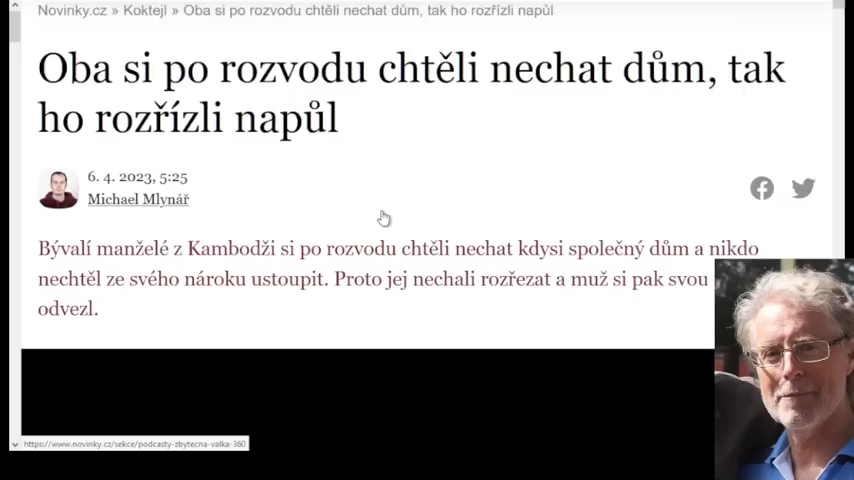 Novinky.cz » Koktejl » Oba si po rozvodu chtěli nechat dům, tak ho rozřízli napůl
Oba si po rozvodu chtěli nechat dům, tak
ho rozřízli napůl
6. 4. 2023, 5:25
Michael Mlynář
Bývalí manželé z Kambodži si po rozvodu chtěli nechat kdysi společný dům a nikdo
nechtěl ze svého nároku ustoupit. Proto jej nechali rozřezat a muž si pak svou
odvezl.
https://www.novinky.cz/sekce/podcasty-zbytecna-valka-360